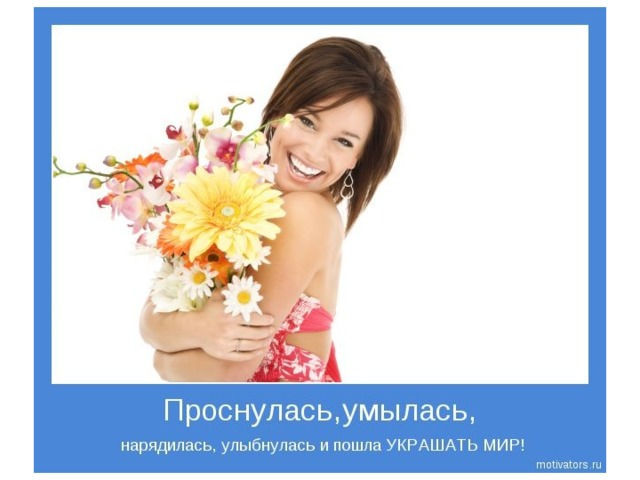 Проснулась,умылась,
нарядилась, улыбнулась и пошла УКРАШАТЬ МИР!
motivators.ru